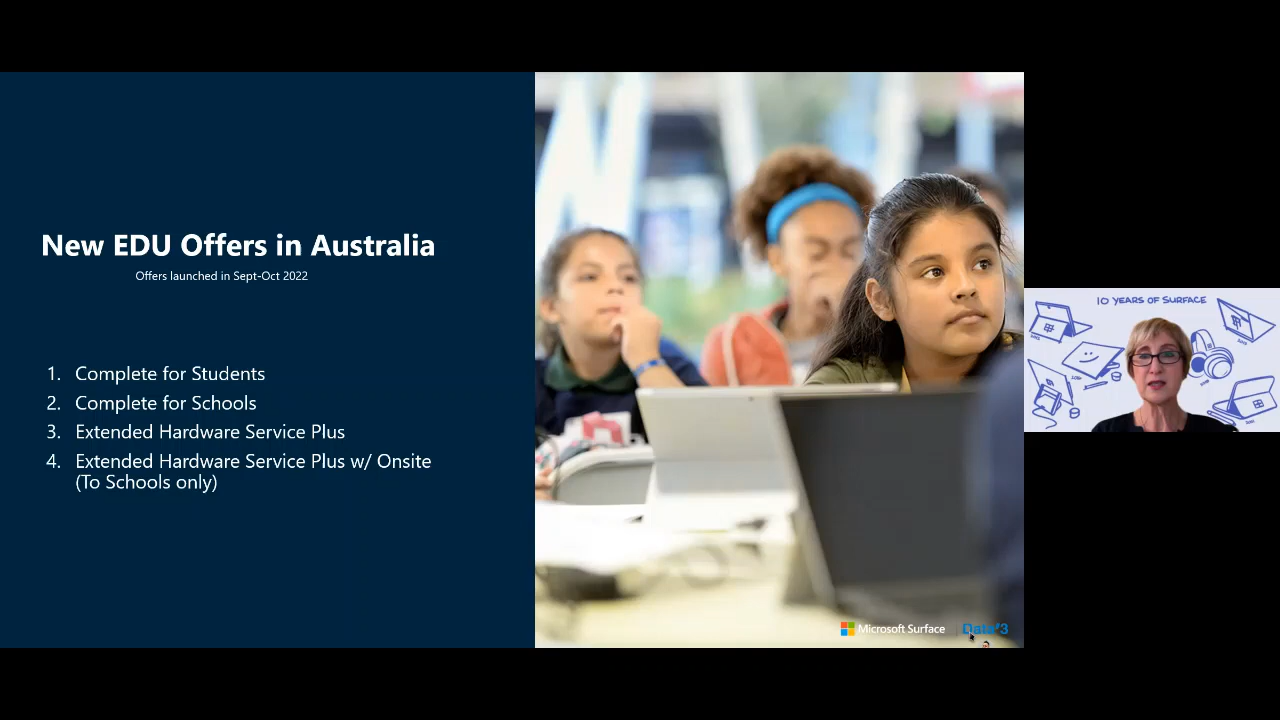 New EDU Offers in Australia
Offers launched in Sept-Oct 2022
1. Complete for Students
2. Complete for Schools
3. Extended Hardware Service Plus
4. Extended Hardware Service Plus w/ Onsite
(To Schools only)
Microsoft Surface
Data#3
10 YEARS OF SURFACE